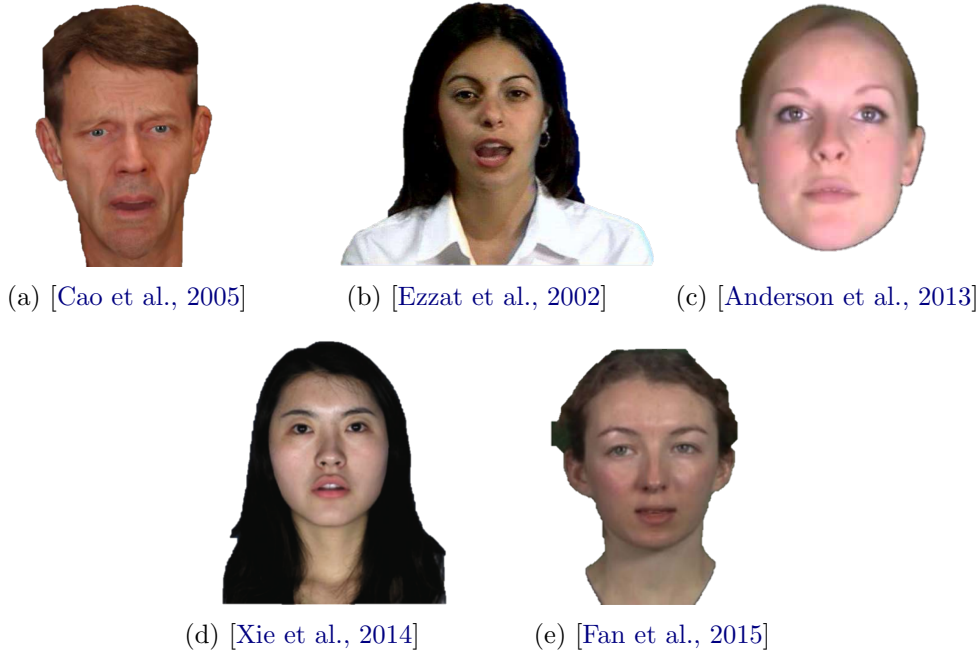 (a) [Cao et al., 2005]
(b) [Ezzat et al., 2002]
(c) [Anderson et al., 2013]
(d) [Xie et al., 2014]
(e) [Fan et al., 2015]